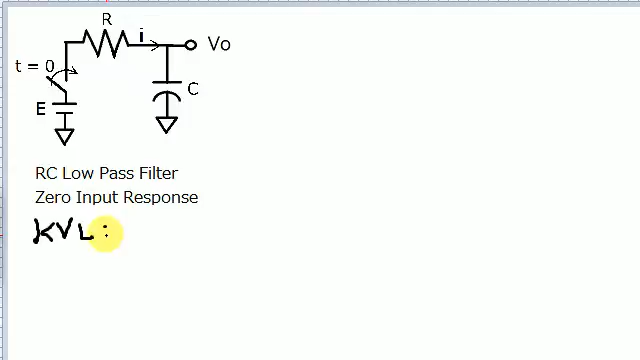 R
i
Vo
t = 0
C
E
RC Low Pass Filter
Zero Input Response
KVL :